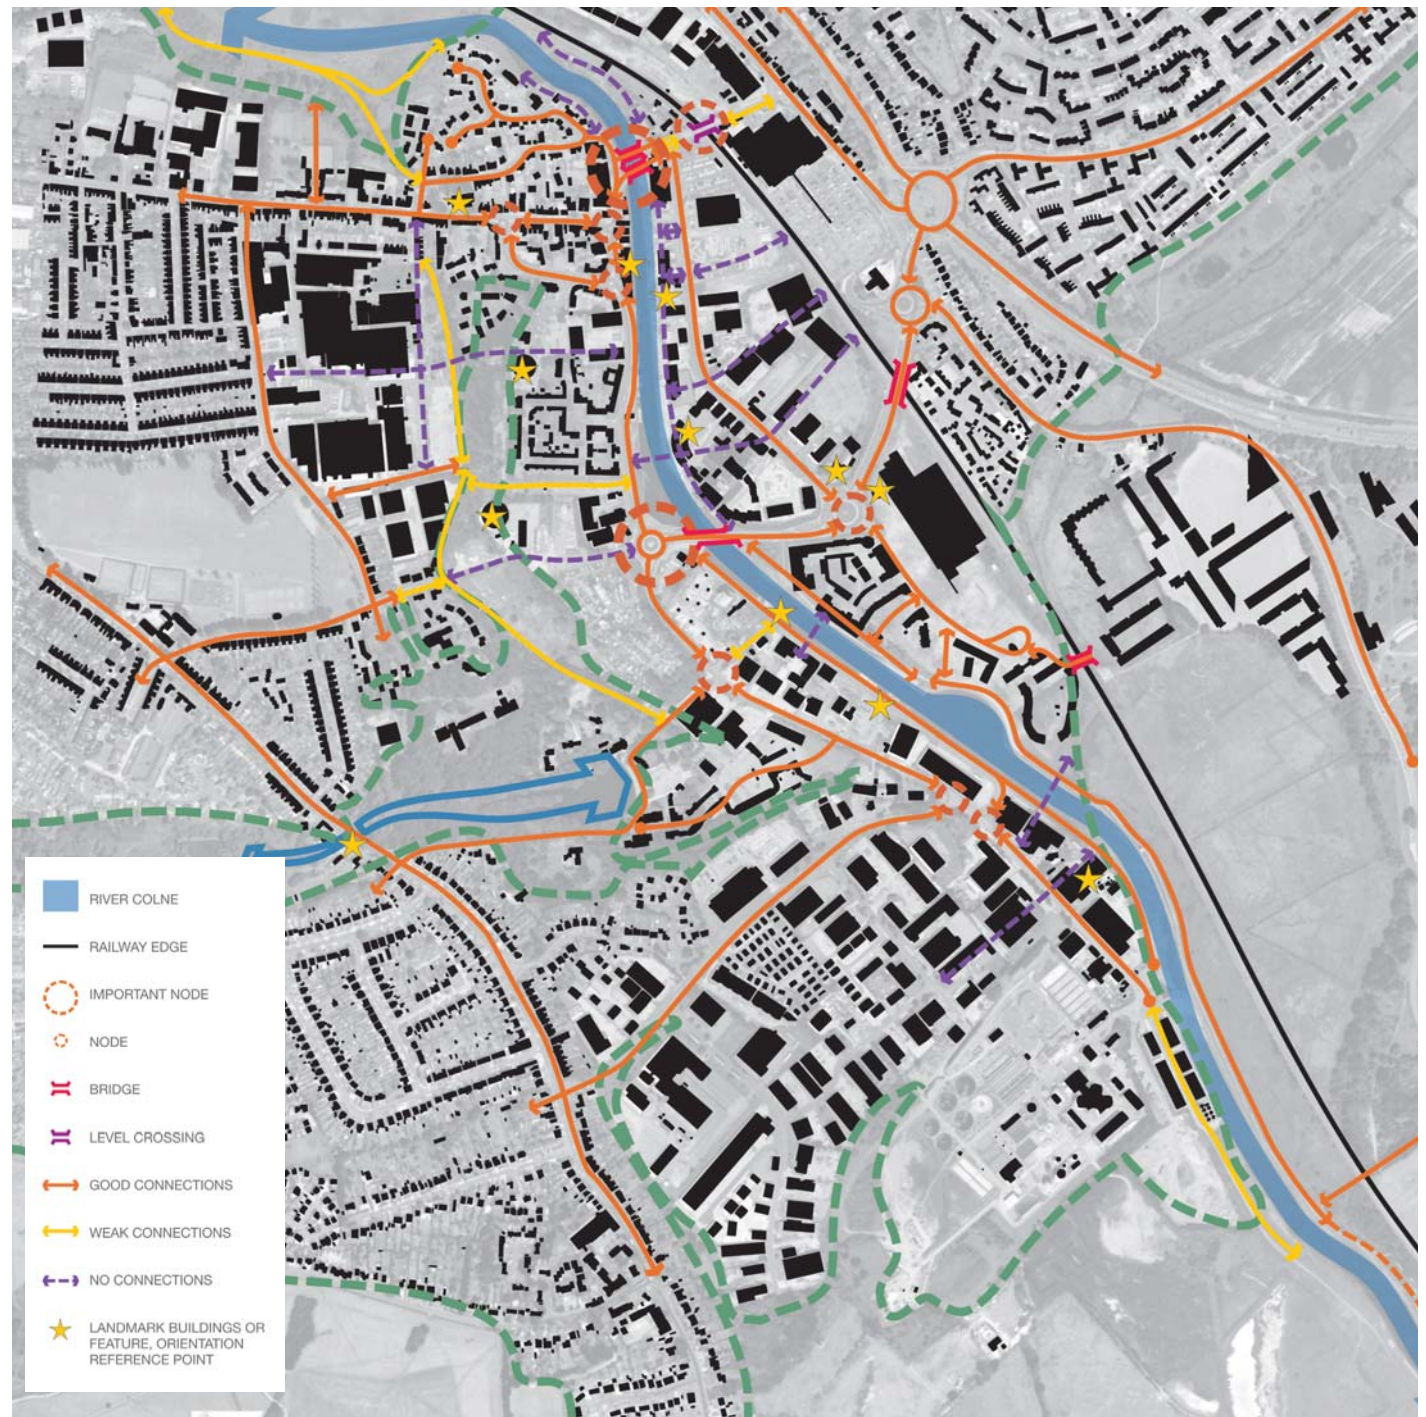 RIVER COLNE
RAILWAY EDGE
IMPORTANT NODE
NODE
BRIDGE
LEVEL CROSSING
GOOD CONNECTIONS
WEAK CONNECTIONS
NO CONNECTIONS
LANDMARK BUILDINGS OR
FEATURE, ORIENTATION
REFERENCE POINT